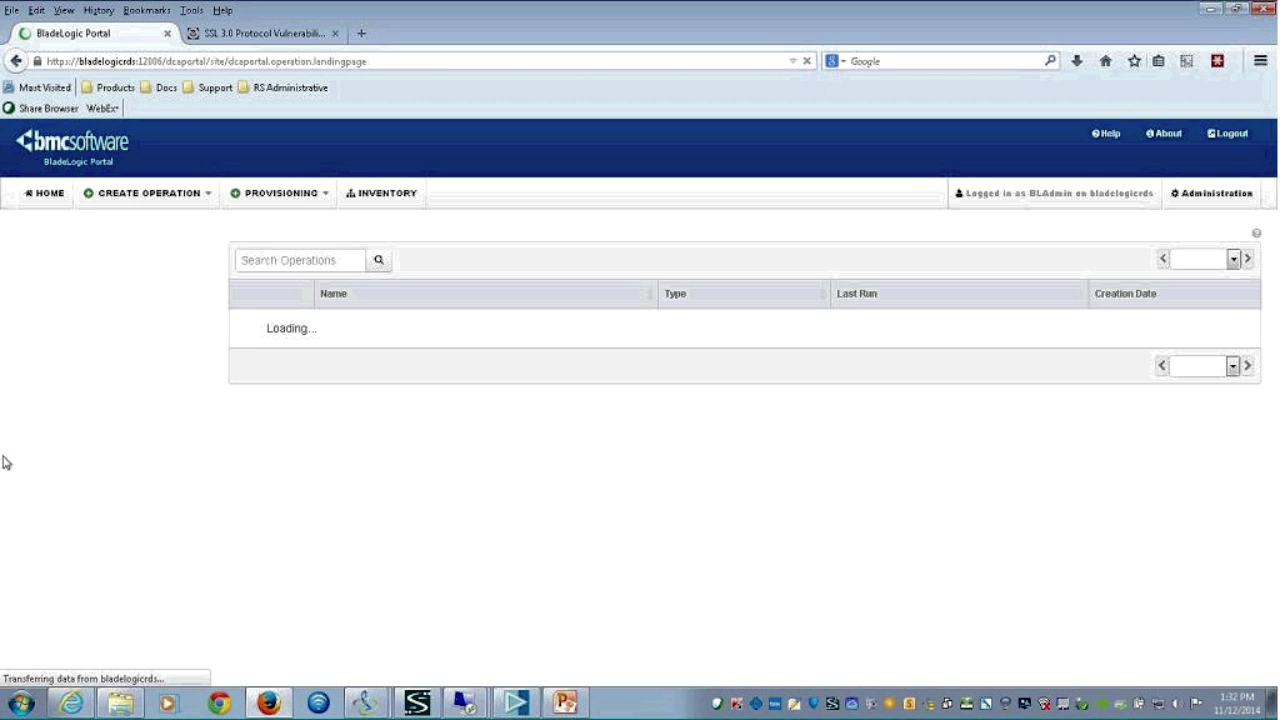 File Edit View History Bookmarks Tools Help
BladeLogic Portal × SSL 3.0 Protocol Vulnerabili... × +
https://bladelogicrds:12006/dcaportal/site/dcaportal.operation.landingpage Google
Most Visited Products Docs Support RS Administrative
Share Browser WebEx
bmcsoftware
BladeLogic Portal
Help About Logout
HOME CREATE OPERATION PROVISIONING INVENTORY Logged in as BLAdmin on bladelogicrds Administration
Search Operations
Name Type Last Run Creation Date
Loading...
Transferring data from bladelogicrds...
1:32 PM
11/12/2014